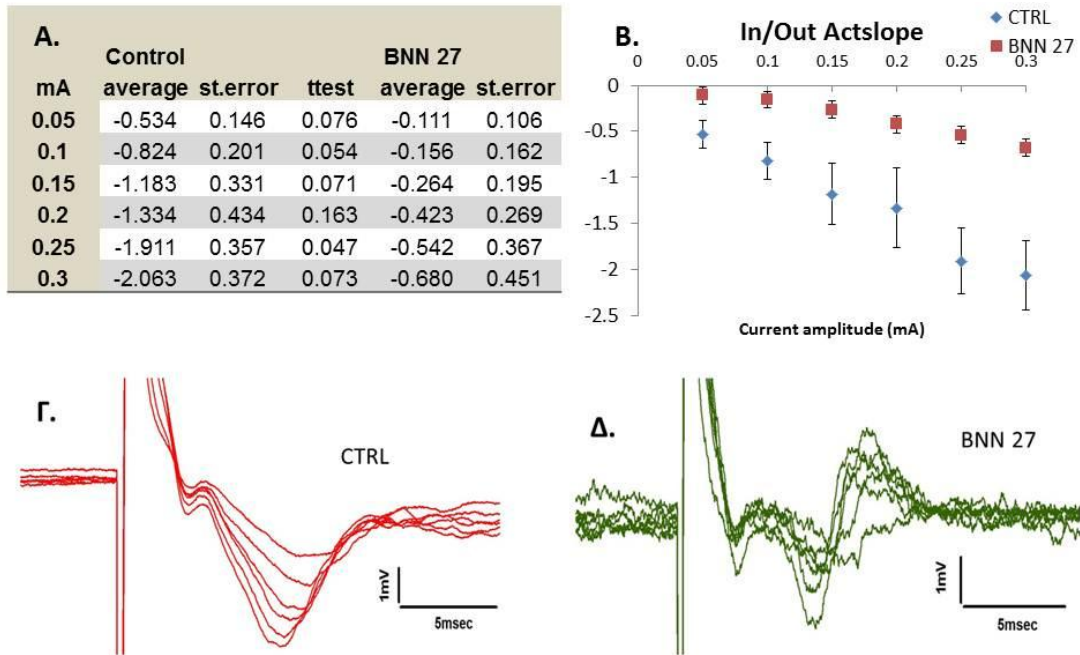 A.
Control BNN 27
mA average st.error ttest average st.error
0.05 -0.534 0.146 0.076 -0.111 0.106
0.1 -0.824 0.201 0.054 -0.156 0.162
0.15 -1.183 0.331 0.071 -0.264 0.195
0.2 -1.334 0.434 0.163 -0.423 0.269
0.25 -1.911 0.357 0.047 -0.542 0.367
0.3 -2.063 0.372 0.073 -0.680 0.451
B.
In/Out Actslope
CTRL
BNN 27
0 0.05 0.1 0.15 0.2 0.25 0.3
0
-0.5
-1
-1.5
-2
-2.5
Current amplitude (mA)
Γ.
CTRL
1mV
5msec
Δ.
BNN 27
1mV
5msec